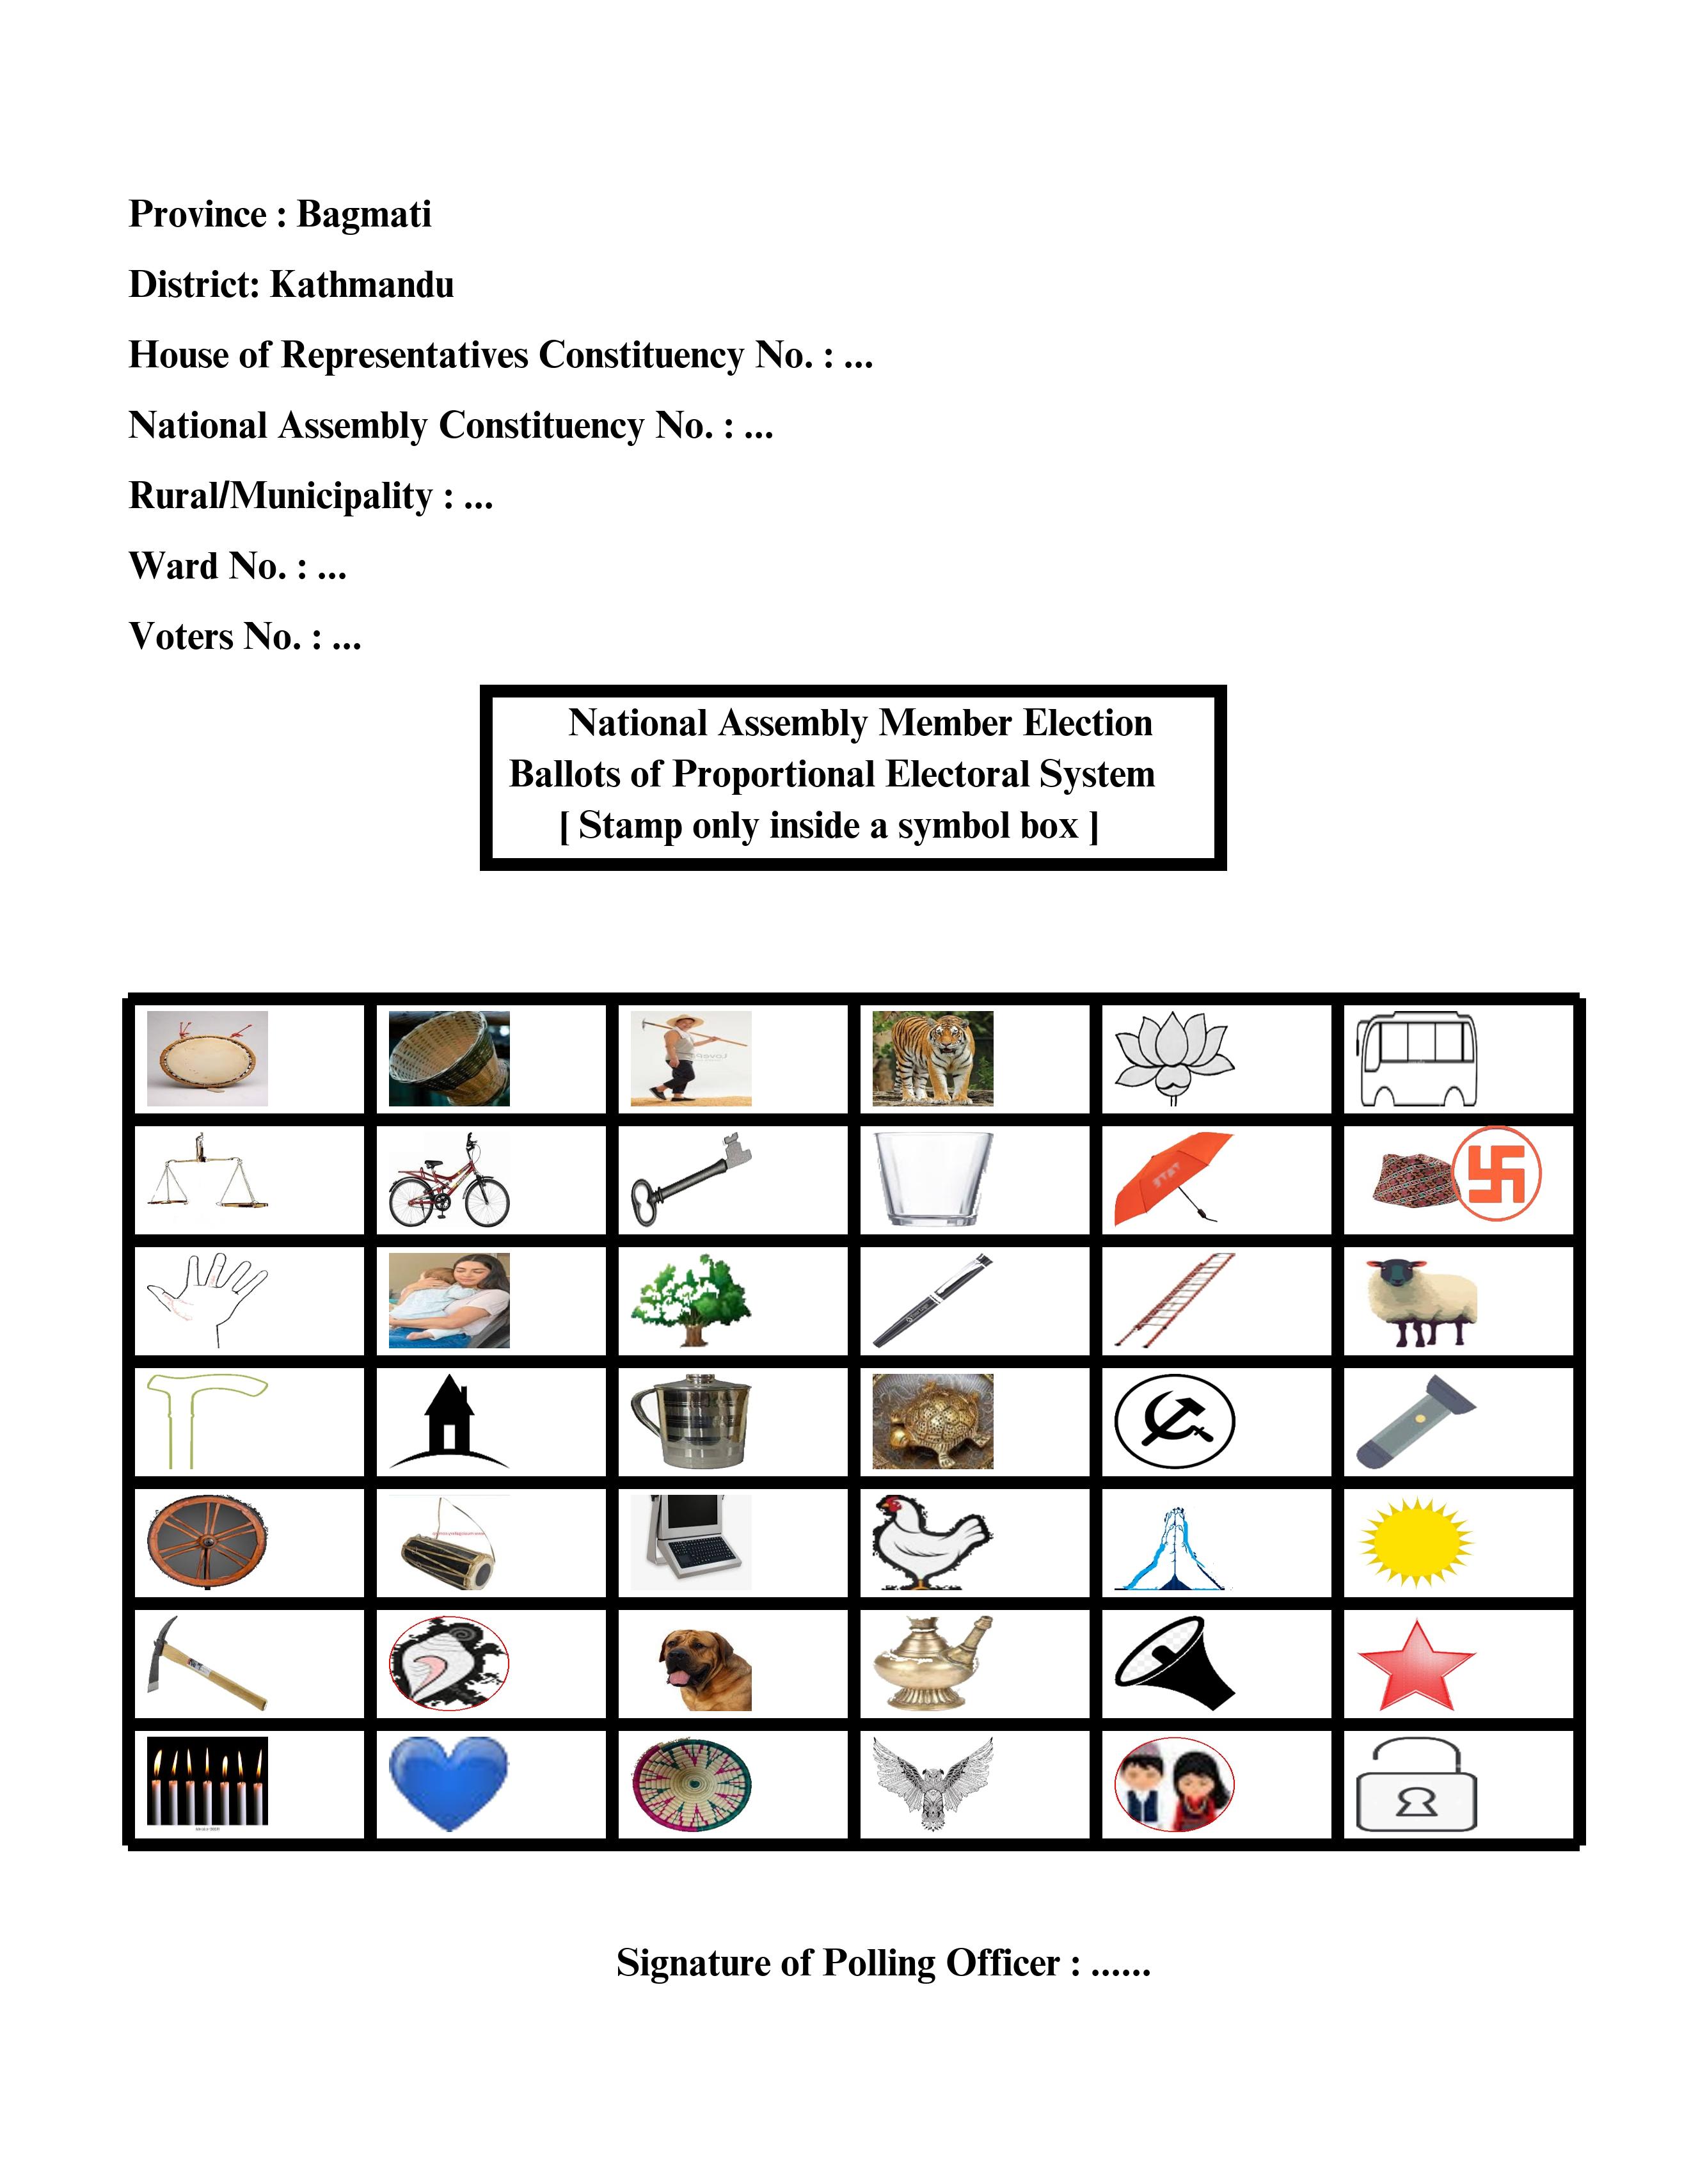 Province : Bagmati
District: Kathmandu
House of Representatives Constituency No. : ...
National Assembly Constituency No. : ...
Rural/Municipality : ...
Ward No. : ...
Voters No. : ...
National Assembly Member Election
Ballots of Proportional Electoral System
[ Stamp only inside a symbol box ]
Signature of Polling Officer : ......